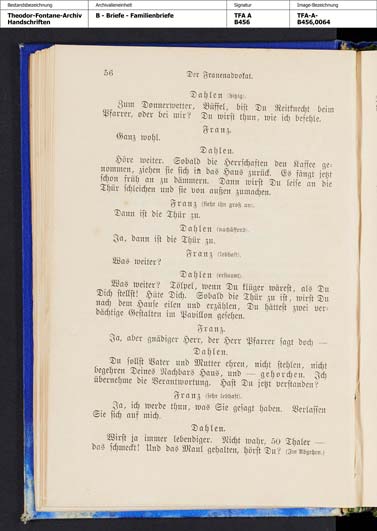 Bestandsbezeichnung
Theodor-Fontane-Archiv
Handschriften
Archivalieneinheit
B - Briefe - Familienbriefe
Signatur
TFA A
B456
Image-Bezeichnung
TFA-A-
B456,0064
56 Der Frauenadvokat.
Dahlen (hitzig).
Zum Donnerwetter, Büffel, bist Du Reitknecht beim
Pfarrer, oder bei mir? Du wirst thun, wie ich befehle.
Franz.
Ganz wohl.
Dahlen.
Höre weiter. Sobald die Herrschaften den Kaffee ge-
nommen, ziehen sie sich in das Haus zurück. Es fängt jetzt
schon früh an zu dämmern. Dann wirst Du leise an die
Thür schleichen und sie von außen zumachen.
Franz (sieht ihn groß an).
Dann ist die Thür zu.
Dahlen (nachäffend).
Ja, dann ist die Thür zu.
Franz (lebhaft).
Was weiter?
Dahlen (erstaunt).
Was weiter? Tölpel, wenn Du klüger wärest, als Du
Dich stellst! Hüte Dich. Sobald die Thür zu ist, wirst Du
nach dem Hause eilen und erzählen, Du hättest zwei ver-
dächtige Gestalten im Pavillon gesehen.
Franz.
Ja, aber gnädiger Herr, der Herr Pfarrer sagt doch —
Dahlen.
Du sollst Vater und Mutter ehren, nicht stehlen, nicht
begehren Deines Nachbars Haus, und — gehorchen. Ich
übernehme die Verantwortung. Hast Du jetzt verstanden?
Franz (sehr lebhaft).
Ja, ich werde thun, was Sie gesagt haben. Verlassen
Sie sich auf mich.
Dahlen.
Wirst ja immer lebendiger. Nicht wahr, 50 Thaler —
das schmeckt! Und das Maul gehalten, hörst Du? (Im Abgehen.)